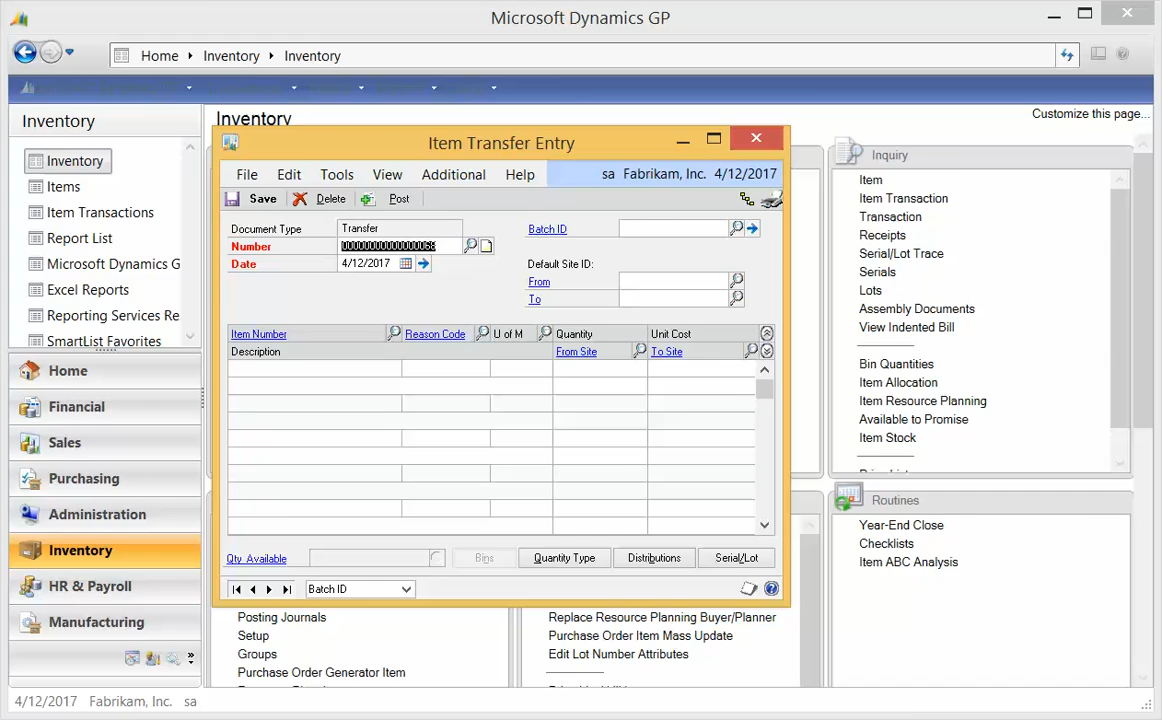 Microsoft Dynamics GP
Home Inventory Inventory
Inventory
Customize this page...
Inventory
Inventory
Items
Item Transactions
Report List
Microsoft Dynamics G
Excel Reports
Reporting Services Re
SmartList Favorites
Home
Financial
Sales
Purchasing
Administration
Inventory
HR & Payroll
Manufacturing
Item Transfer Entry
File Edit Tools View Additional Help sa Fabrikam, Inc. 4/12/2017
Save Delete Post
Document Type Transfer
Number
Date 4/12/2017
Batch ID
Default Site ID:
From
To
Item Number Reason Code U of M Quantity Unit Cost
Description From Site To Site
Qty Available Bins Quantity Type Distributions Serial/Lot
Batch ID
Posting Journals
Setup
Groups
Purchase Order Generator Item
Replace Resource Planning Buyer/Planner
Purchase Order Item Mass Update
Edit Lot Number Attributes
Inquiry
Item
Item Transaction
Transaction
Receipts
Serial/Lot Trace
Serials
Lots
Assembly Documents
View Indented Bill
Bin Quantities
Item Allocation
Item Resource Planning
Available to Promise
Item Stock
Routines
Year-End Close
Checklists
Item ABC Analysis
4/12/2017 Fabrikam, Inc. sa